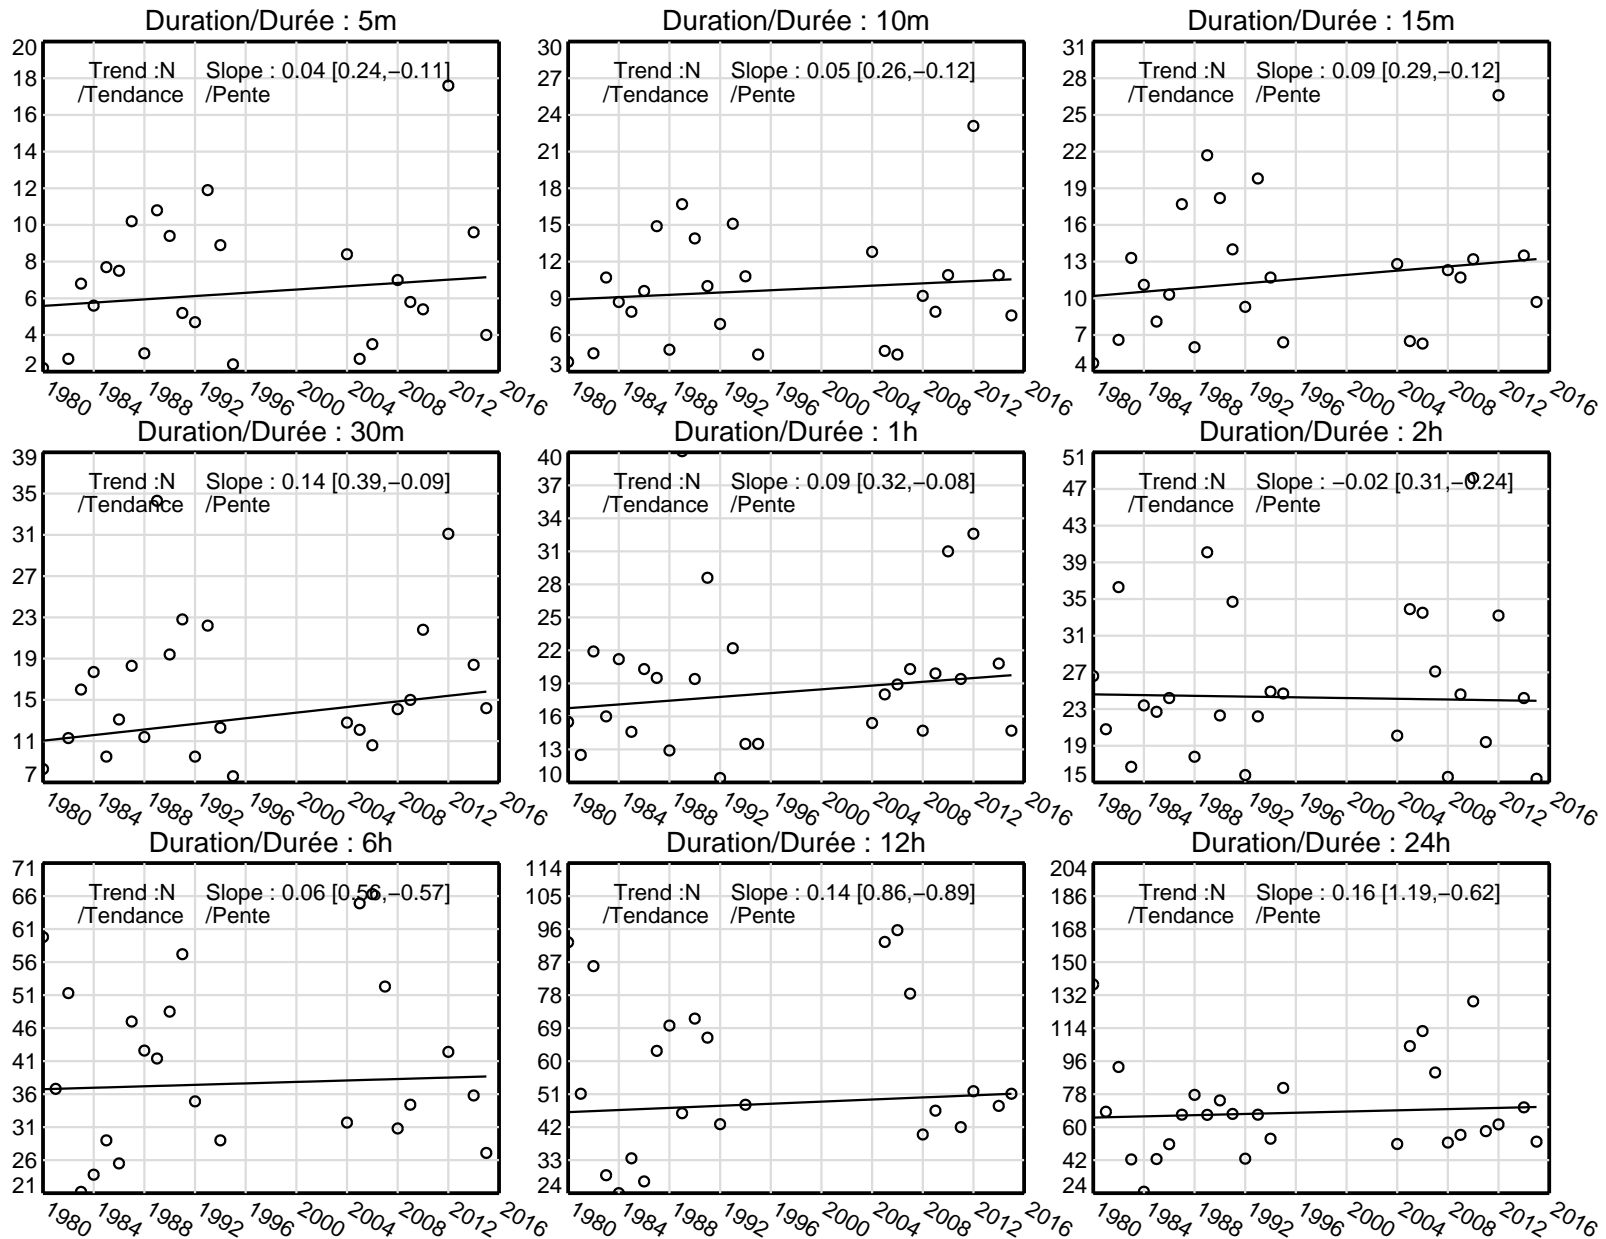 Duration/Durée : 5m
20
18
16
14
12
10
8
6
4
2
Trend :N Slope : 0.04 [0.24,−0.11]
/Tendance /Pente
1980 1984 1988 1992 1996 2000 2004 2008 2012 2016
Duration/Durée : 10m
30
27
24
21
18
15
12
9
6
3
Trend :N Slope : 0.05 [0.26,−0.12]
/Tendance /Pente
1980 1984 1988 1992 1996 2000 2004 2008 2012 2016
Duration/Durée : 15m
31
28
25
22
19
16
13
10
7
4
Trend :N Slope : 0.09 [0.29,−0.12]
/Tendance /Pente
1980 1984 1988 1992 1996 2000 2004 2008 2012 2016
Duration/Durée : 30m
39
35
31
27
23
19
15
11
7
Trend :N Slope : 0.14 [0.39,−0.09]
/Tendance /Pente
1980 1984 1988 1992 1996 2000 2004 2008 2012 2016
Duration/Durée : 1h
40
37
34
31
28
25
22
19
16
13
10
Trend :N Slope : 0.09 [0.32,−0.08]
/Tendance /Pente
1980 1984 1988 1992 1996 2000 2004 2008 2012 2016
Duration/Durée : 2h
51
47
43
39
35
31
27
23
19
15
Trend :N Slope : −0.02 [0.31,−0.24]
/Tendance /Pente
1980 1984 1988 1992 1996 2000 2004 2008 2012 2016
Duration/Durée : 6h
71
66
61
56
51
46
41
36
31
26
21
Trend :N Slope : 0.06 [0.56,−0.57]
/Tendance /Pente
1980 1984 1988 1992 1996 2000 2004 2008 2012 2016
Duration/Durée : 12h
114
105
96
87
78
69
60
51
42
33
24
Trend :N Slope : 0.14 [0.86,−0.89]
/Tendance /Pente
1980 1984 1988 1992 1996 2000 2004 2008 2012 2016
Duration/Durée : 24h
204
186
168
150
132
114
96
78
60
42
24
Trend :N Slope : 0.16 [1.19,−0.62]
/Tendance /Pente
1980 1984 1988 1992 1996 2000 2004 2008 2012 2016